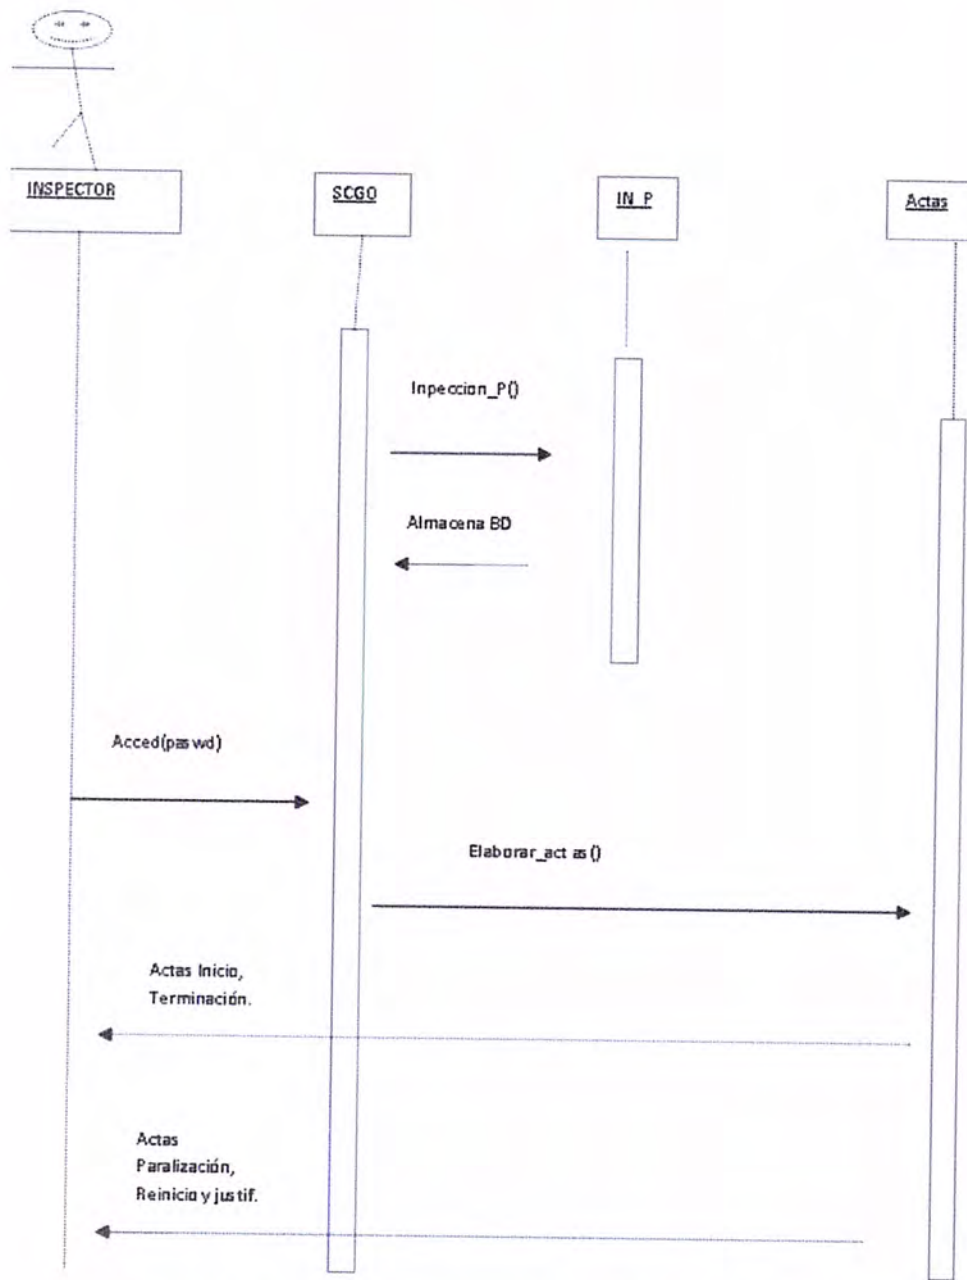 INSPECTOR
SCGO
IN_P
Actas
Inpeccion_P()
Almacena BD
Acced(paswd)
Elaborar_actas()
Actas Inicio,
Terminación.
Actas
Paralización,
Reinicio y justif.